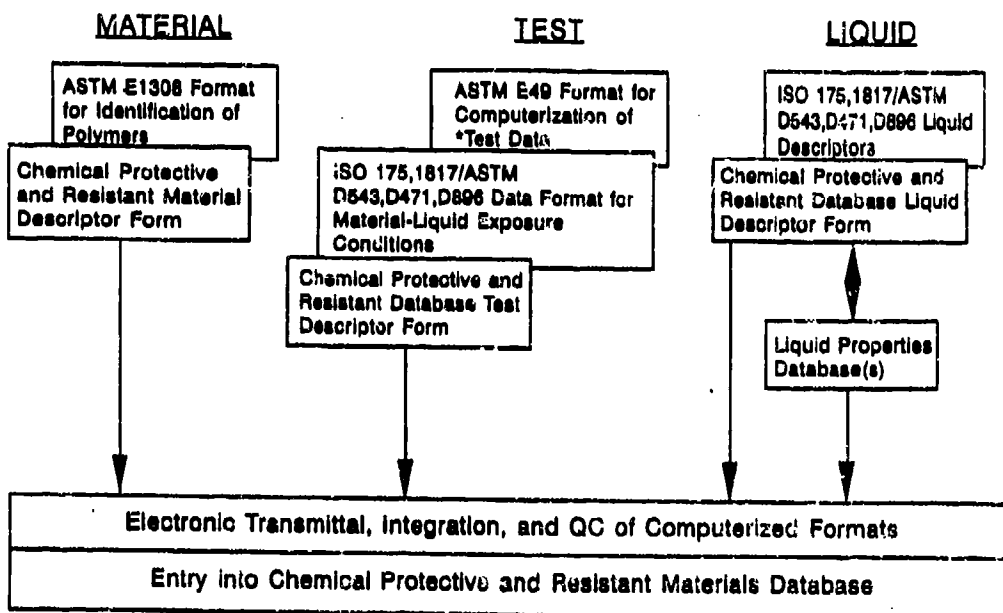 MATERIAL
TEST
LIQUID
ASTM E1308 Format
for Identification of
Polymers
Chemical Protective
and Resistant Material
Descriptor Form
ASTM E49 Format for
Computerization of
*Test Data
ISO 175,1817/ASTM
D543,D471,D896 Data Format for
Material-Liquid Exposure
Conditions
Chemical Protective and
Resistant Database Test
Descriptor Form
ISO 175,1817/ASTM
D543,D471,D896 Liquid
Descriptors
Chemical Protective and
Resistant Database Liquid
Descriptor Form
Liquid Properties
Database(s)
Electronic Transmittal, Integration, and QC of Computerized Formats
Entry into Chemical Protective and Resistant Materials Database